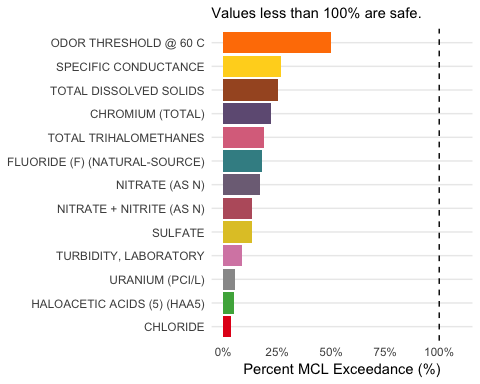 Values less than 100% are safe.
ODOR THRESHOLD @ 60 C
SPECIFIC CONDUCTANCE
TOTAL DISSOLVED SOLIDS
CHROMIUM (TOTAL)
TOTAL TRIHALOMETHANES
FLUORIDE (F) (NATURAL-SOURCE)
NITRATE (AS N)
NITRATE + NITRITE (AS N)
SULFATE
TURBIDITY, LABORATORY
URANIUM (PCI/L)
HALOACETIC ACIDS (5) (HAA5)
CHLORIDE
0% 25% 50% 75% 100%
Percent MCL Exceedance (%)